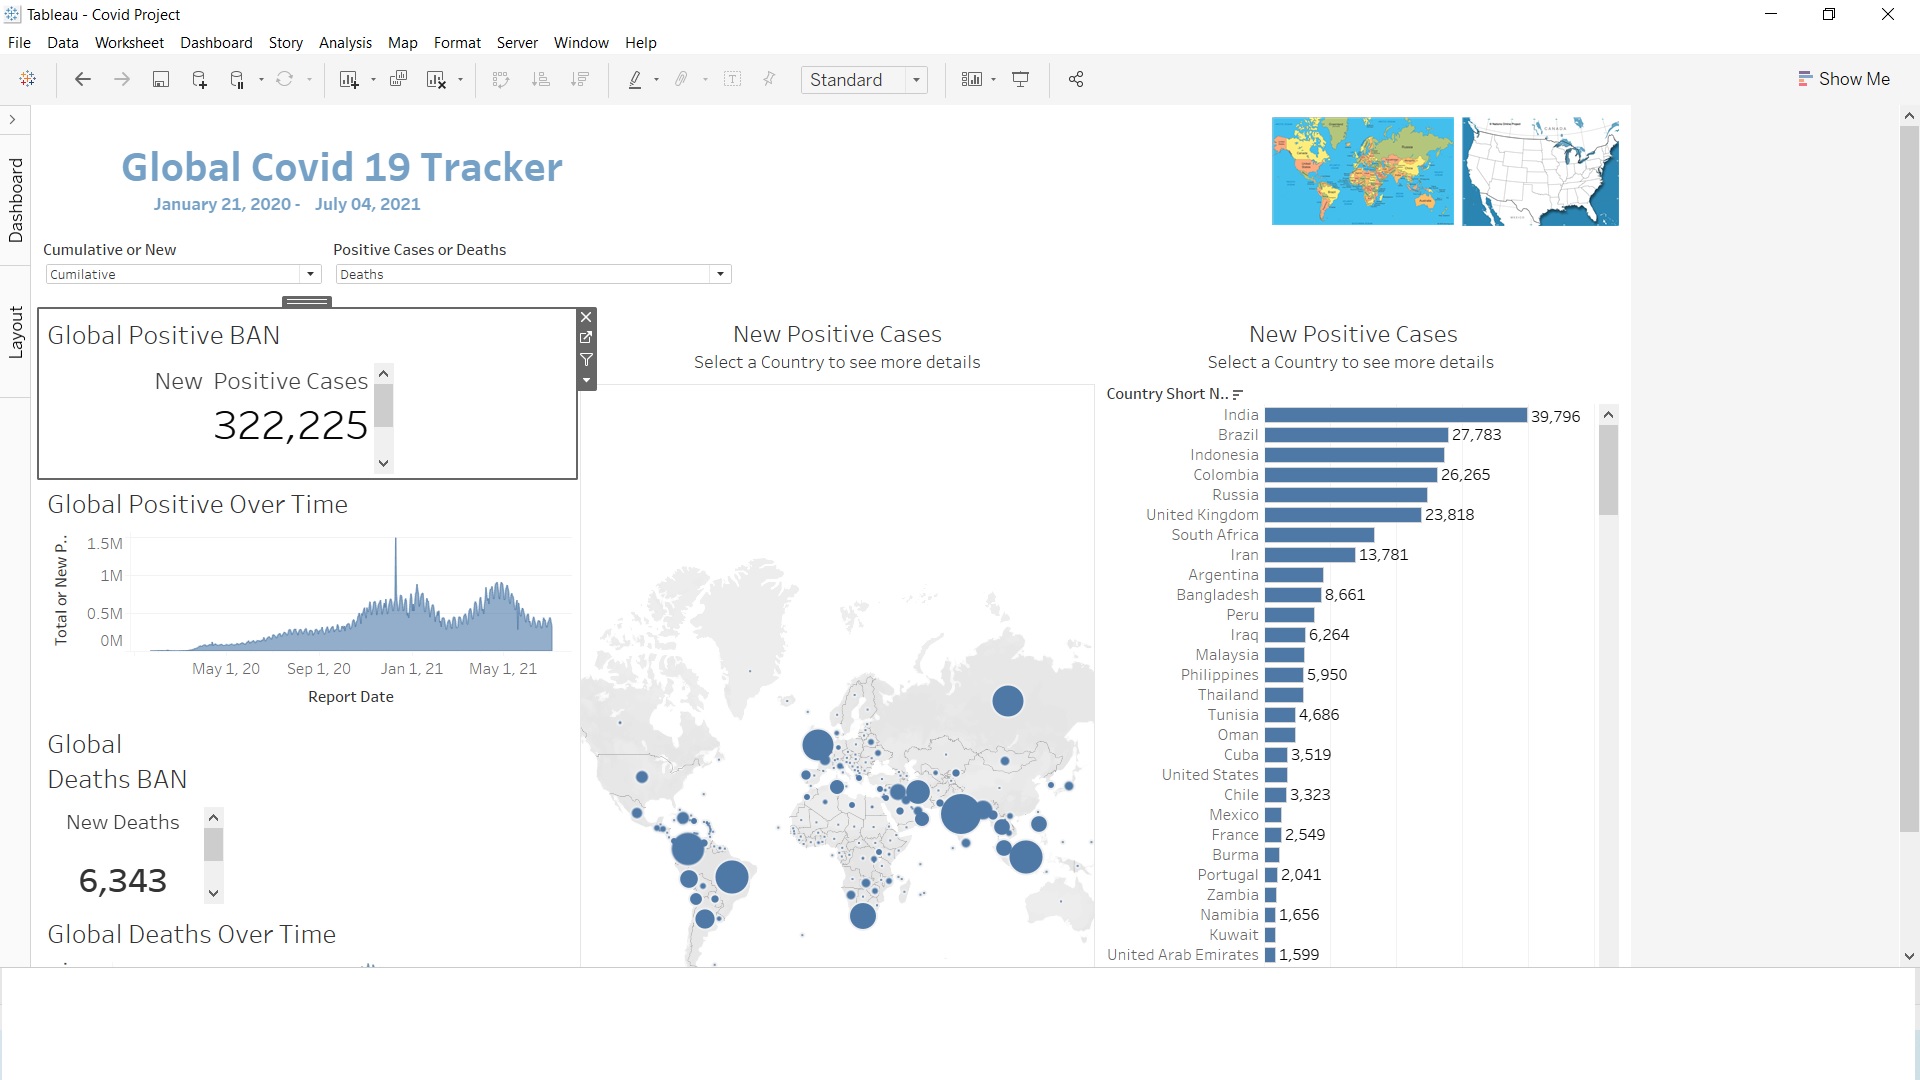 Tableau - Covid Project
File Data Worksheet Dashboard Story Analysis Map Format Server Window Help
Standard
Show Me
Dashboard
Layout
Global Covid 19 Tracker
January 21, 2020 - July 04, 2021
Cumulative or New
Positive Cases or Deaths
Cumilative
Deaths
Global Positive BAN
New Positive Cases
322,225
Global Positive Over Time
Total or New P..
1.5M
1M
0.5M
0M
May 1, 20
Sep 1, 20
Jan 1, 21
May 1, 21
Report Date
Global
Deaths BAN
New Deaths
6,343
Global Deaths Over Time
New Positive Cases
Select a Country to see more details
New Positive Cases
Select a Country to see more details
Country Short N..
India 39,796
Brazil 27,783
Indonesia
Colombia 26,265
Russia
United Kingdom 23,818
South Africa
Iran 13,781
Argentina
Bangladesh 8,661
Peru
Iraq 6,264
Malaysia
Philippines 5,950
Thailand
Tunisia 4,686
Oman
Cuba 3,519
United States
Chile 3,323
Mexico
France 2,549
Burma
Portugal 2,041
Zambia
Namibia 1,656
Kuwait
United Arab Emirates 1,599